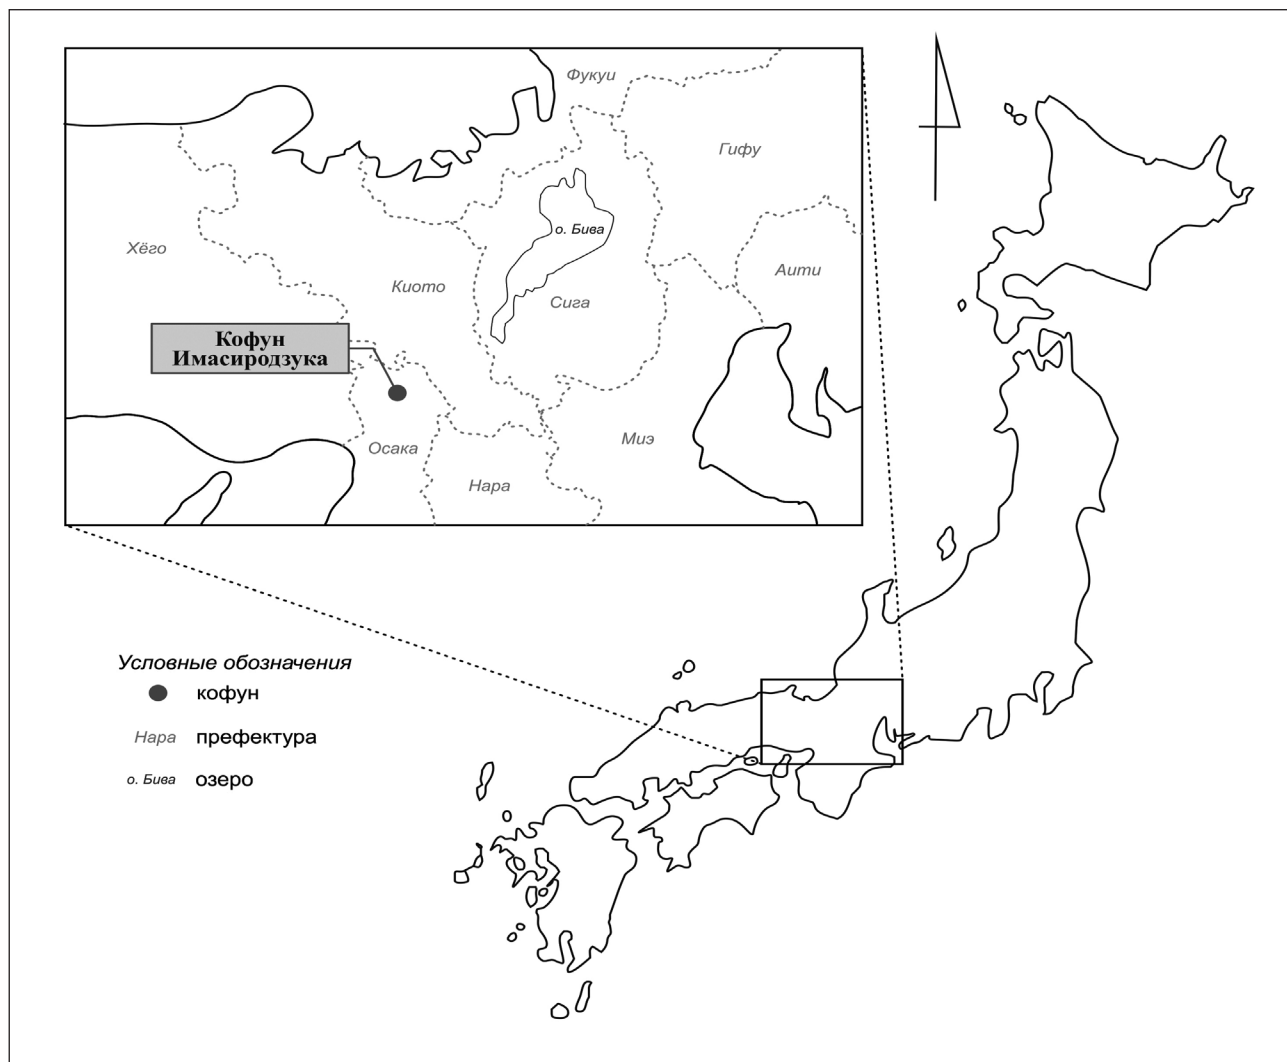 Фукуи
Гифу
Хёго
о. Бива
Аити
Киото
Сига
Кофун
Имасиродзука
Осака
Миэ
Нара
Условные обозначения
кофун
Нара префектура
о. Бива озеро